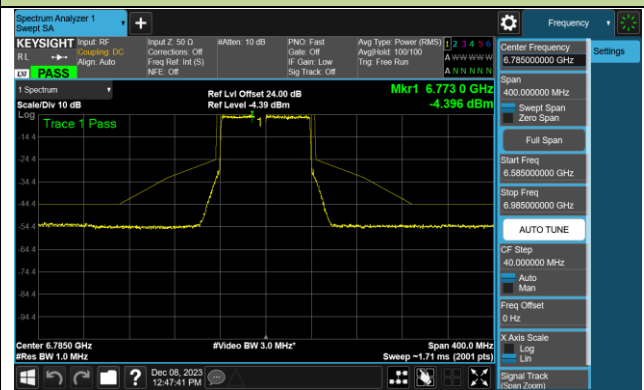 Spectrum Analyzer 1
Swept SA
Frequency
KEYSIGHT
Input: RF
Coupling: DC
Align: Auto
Input Z: 50 Ω
Corrections: Off
Freq Ref: Int (S)
NFE: Off
#Atten: 10 dB
PNO: Fast
Gate: Off
IF Gain: Low
Sig Track: Off
Avg Type: Power (RMS)
Avg|Hold: 100/100
Trig: Free Run
1 2 3 4 5 6
A W W W W W
A N N N N N
RL
LXI
PASS
1 Spectrum
Scale/Div 10 dB
Ref Lvl Offset 24.00 dB
Ref Level -4.39 dBm
Mkr1 6.773 0 GHz
-4.396 dBm
Log
Trace 1 Pass
1
-14.4
-24.4
-34.4
-44.4
-54.4
-64.4
-74.4
-84.4
-94.4
Center 6.7850 GHz
#Res BW 1.0 MHz
#Video BW 3.0 MHz*
Span 400.0 MHz
Sweep ~1.71 ms (2001 pts)
Dec 08, 2023
12:47:41 PM
Center Frequency
6.785000000 GHz
Settings
Span
400.000000 MHz
Swept Span
Zero Span
Full Span
Start Freq
6.585000000 GHz
Stop Freq
6.985000000 GHz
AUTO TUNE
CF Step
40.000000 MHz
Auto
Man
Freq Offset
0 Hz
X Axis Scale
Log
Lin
Signal Track
(Span Zoom)